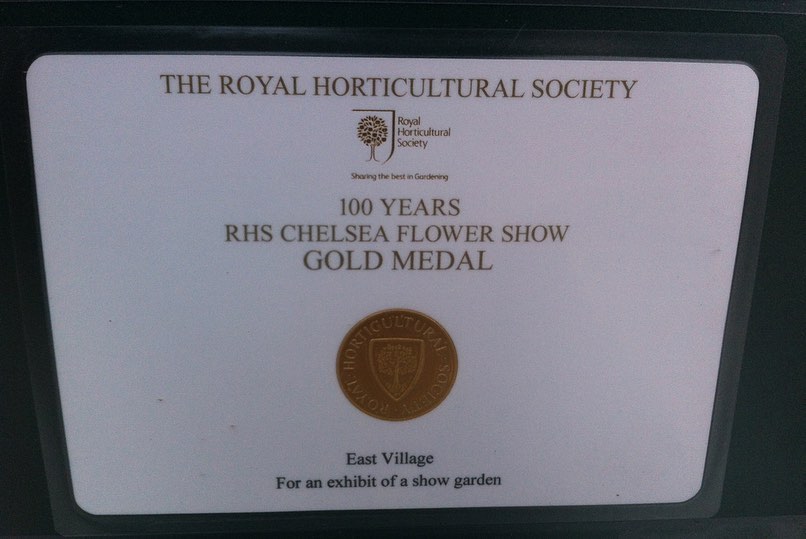 THE ROYAL HORTICULTURAL SOCIETY
Royal
Horticultural
Society
Sharing the best in Gardening
100 YEARS
RHS CHELSEA FLOWER SHOW
GOLD MEDAL
ROYAL · HORTICULTURAL SOCIETY ·
East Village
For an exhibit of a show garden